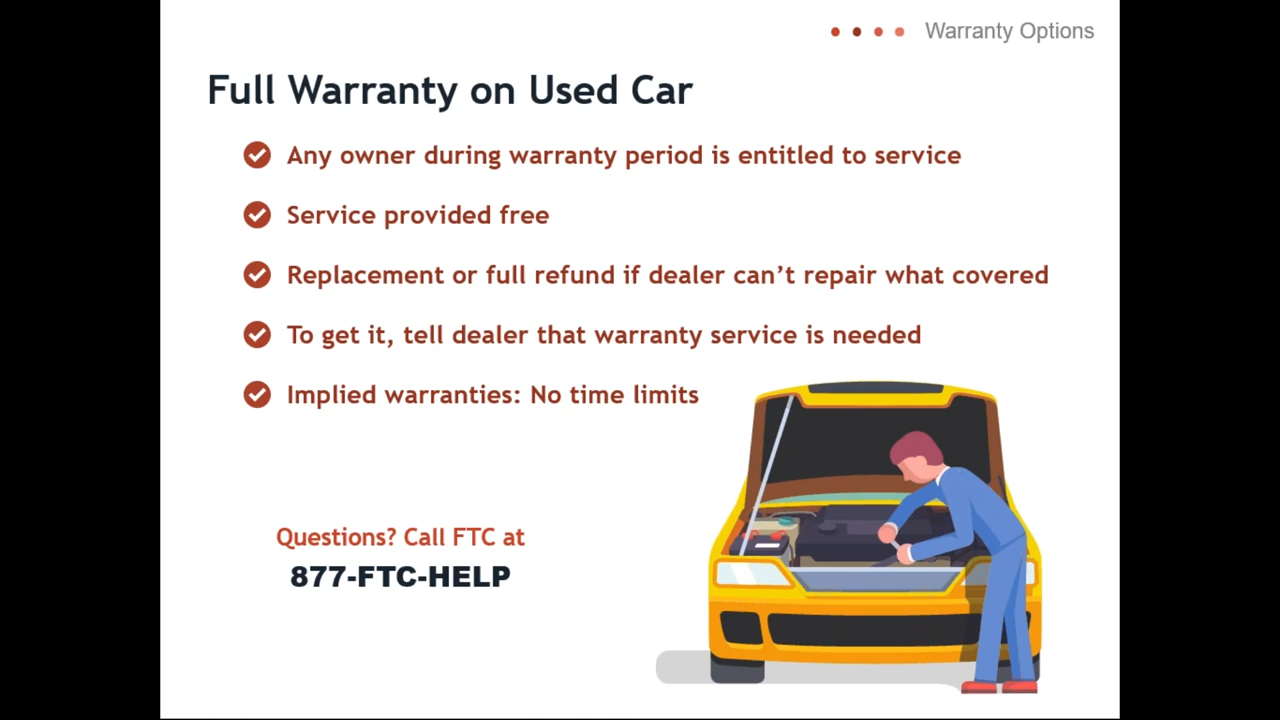 Warranty Options
Full Warranty on Used Car
Any owner during warranty period is entitled to service
Service provided free
Replacement or full refund if dealer can’t repair what covered
To get it, tell dealer that warranty service is needed
Implied warranties: No time limits
Questions? Call FTC at
877-FTC-HELP